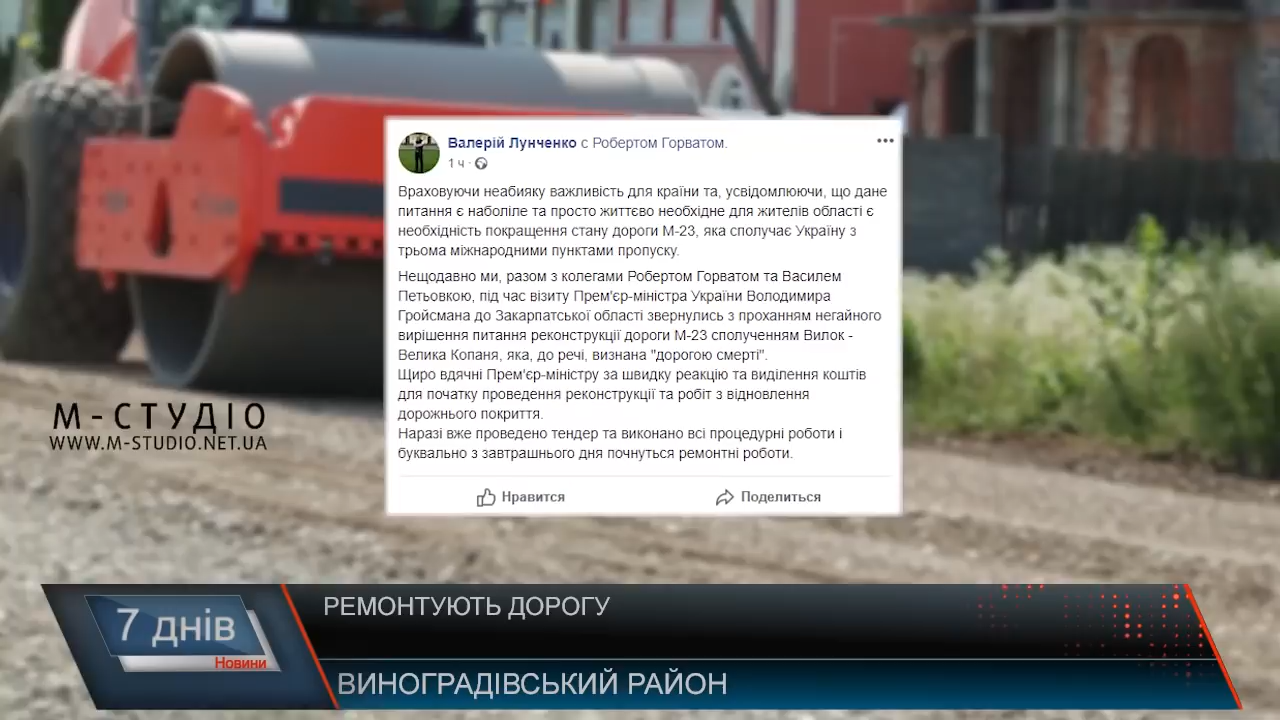 Валерій Лунченко с Робертом Горватом.
1 ч ·
Враховуючи неабияку важливість для країни та, усвідомлюючи, що дане
питання є наболіле та просто життєво необхідне для жителів області є
необхідність покращення стану дороги М-23, яка сполучає Україну з
трьома міжнародними пунктами пропуску.
Нещодавно ми, разом з колегами Робертом Горватом та Василем
Петьовкою, під час візиту Прем'єр-міністра України Володимира
Гройсмана до Закарпатської області звернулись з проханням негайного
вирішення питання реконструкції дороги М-23 сполученням Вилок -
Велика Копаня, яка, до речі, визнана "дорогою смерті".
Щиро вдячні Прем'єр-міністру за швидку реакцію та виділення коштів
для початку проведення реконструкції та робіт з відновлення
дорожнього покриття.
Наразі вже проведено тендер та виконано всі процедурні роботи і
буквально з завтрашнього дня почнуться ремонтні роботи.
Нравится Поделиться
М-СТУДІО
WWW.M-STUDIO.NET.UA
7 днів
Новини
РЕМОНТУЮТЬ ДОРОГУ
ВИНОГРАДІВСЬКИЙ РАЙОН